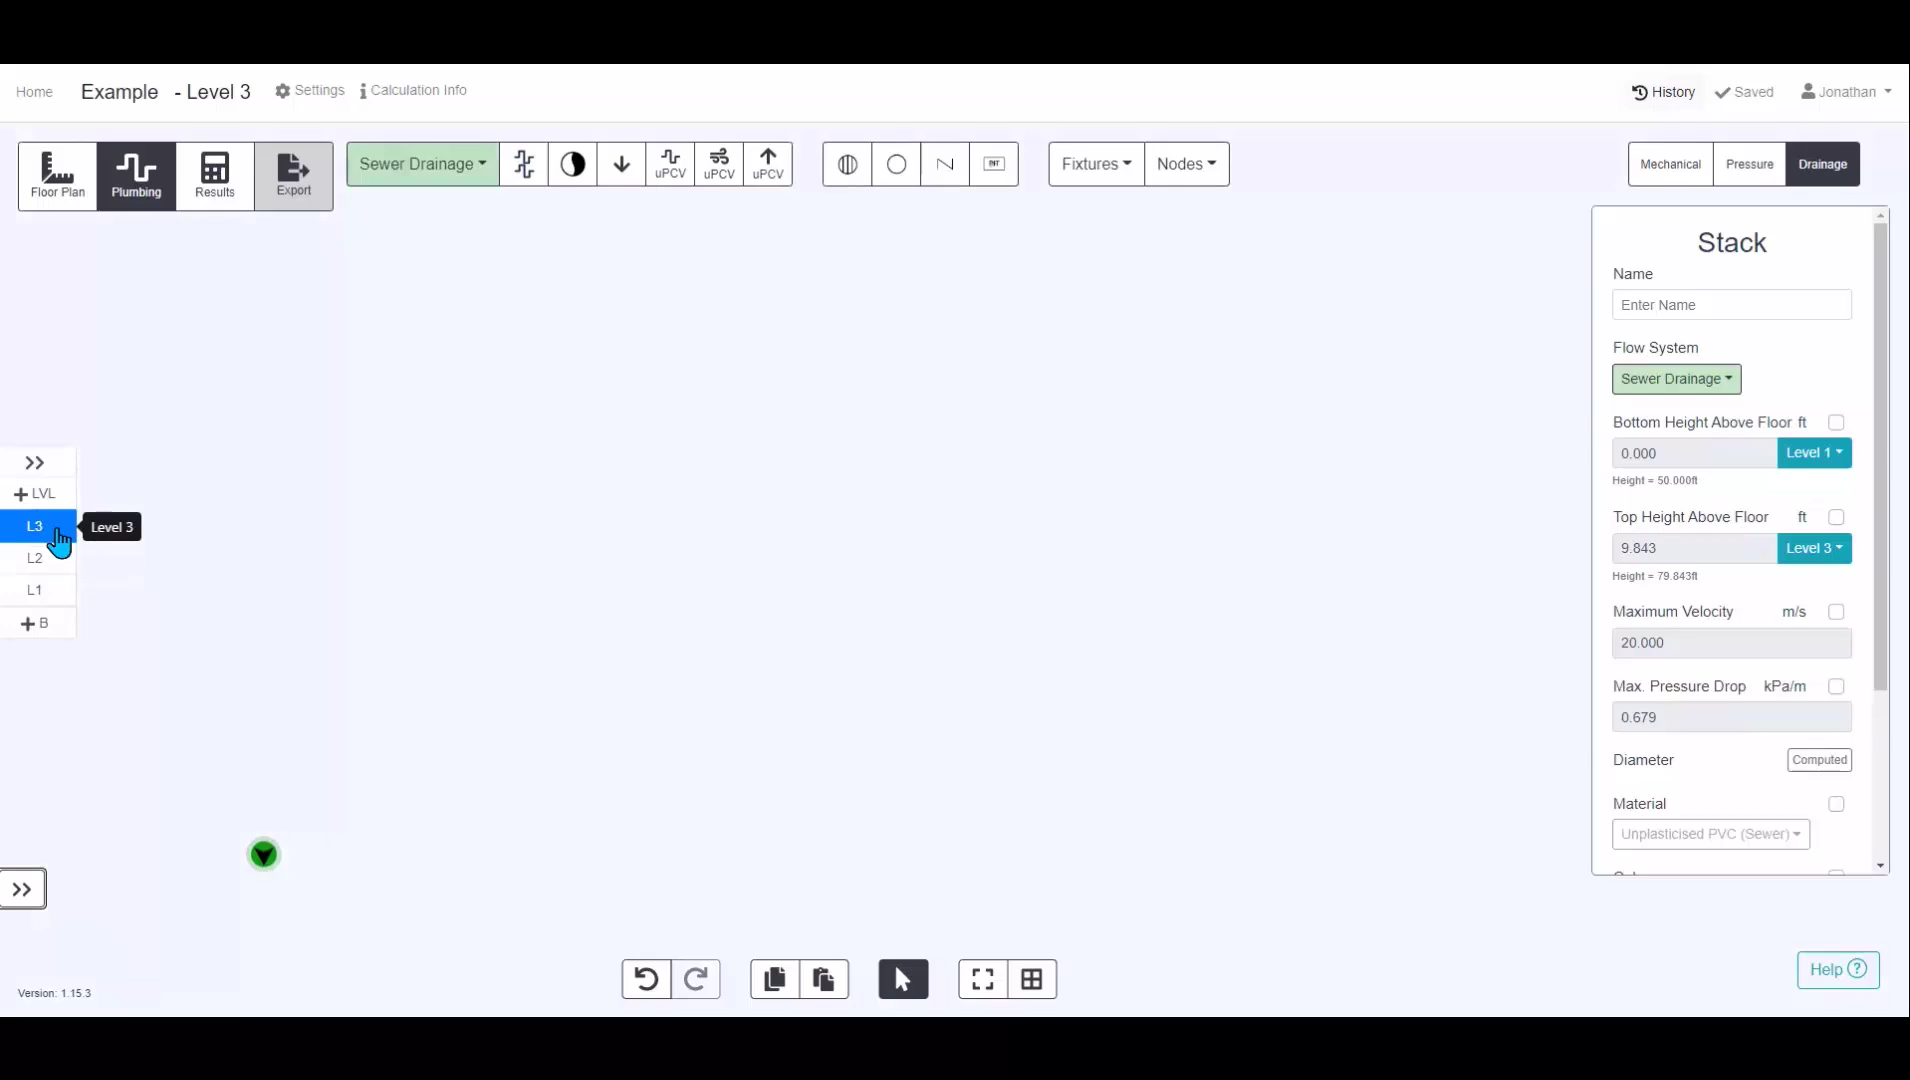 Home Example - Level 3 Settings Calculation Info History Saved Jonathan
Floor Plan Plumbing Results Export
Sewer Drainage uPCV uPCV uPCV INT Fixtures Nodes
Mechanical Pressure Drainage
Stack
Name
Enter Name
Flow System
Sewer Drainage
Bottom Height Above Floor ft
0.000 Level 1
Height = 50.000ft
Top Height Above Floor ft
9.843 Level 3
Height = 79.843ft
Maximum Velocity m/s
20.000
Max. Pressure Drop kPa/m
0.679
Diameter Computed
Material
Unplasticised PVC (Sewer)
+ LVL
L3 Level 3
L2
L1
+ B
Help ?
Version: 1.15.3